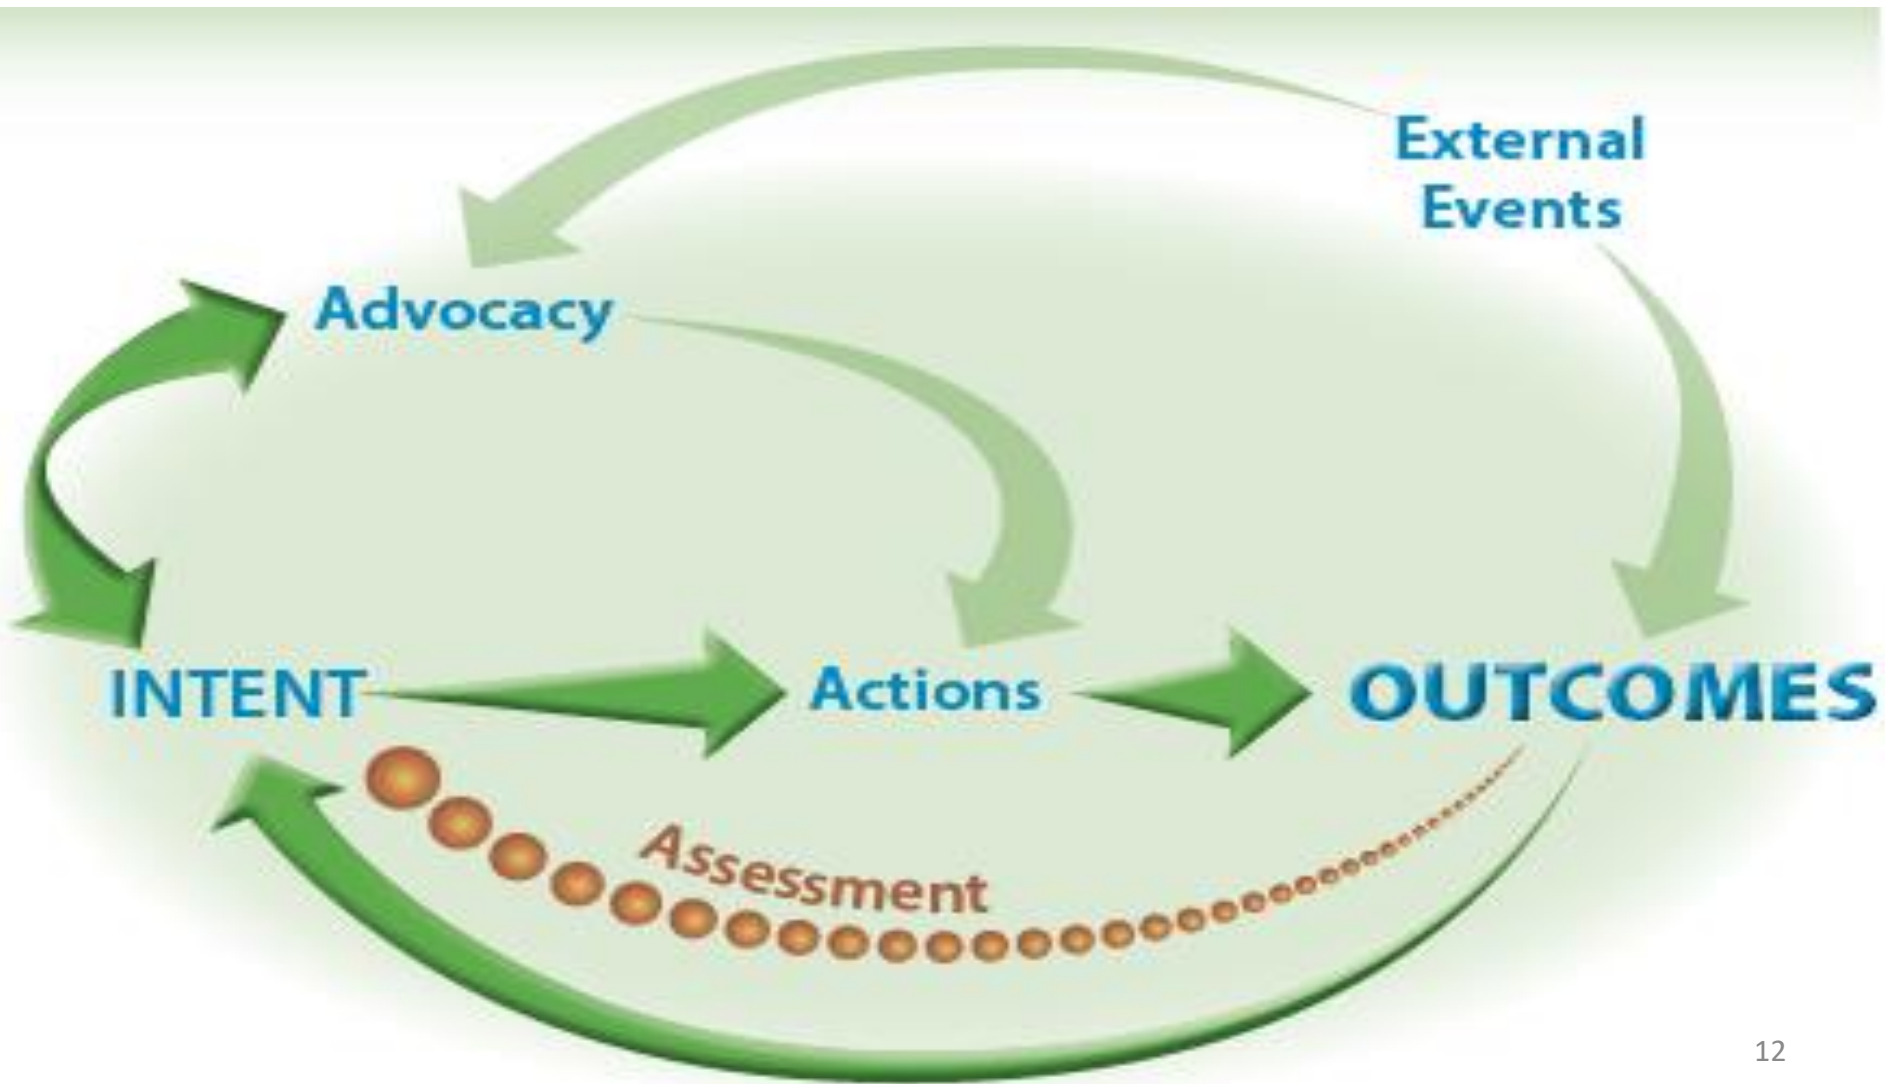 External
Events
Advocacy
INTENT
Actions
OUTCOMES
Assessment
12